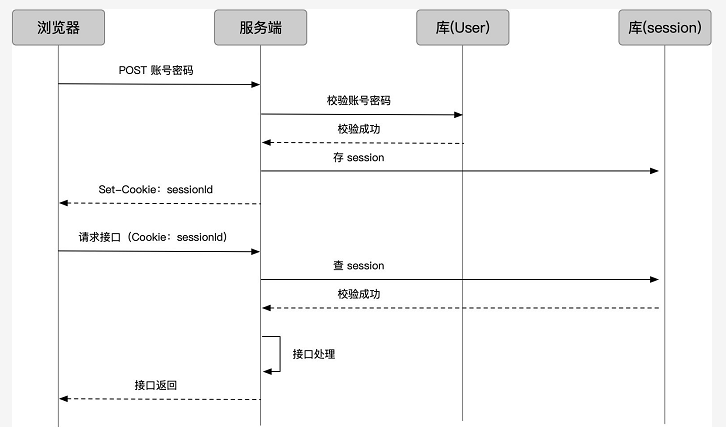 浏览器
服务端
库(User)
库(session)
POST 账号密码
校验账号密码
校验成功
存 session
Set-Cookie：sessionId
请求接口（Cookie：sessionId）
查 session
校验成功
接口处理
接口返回